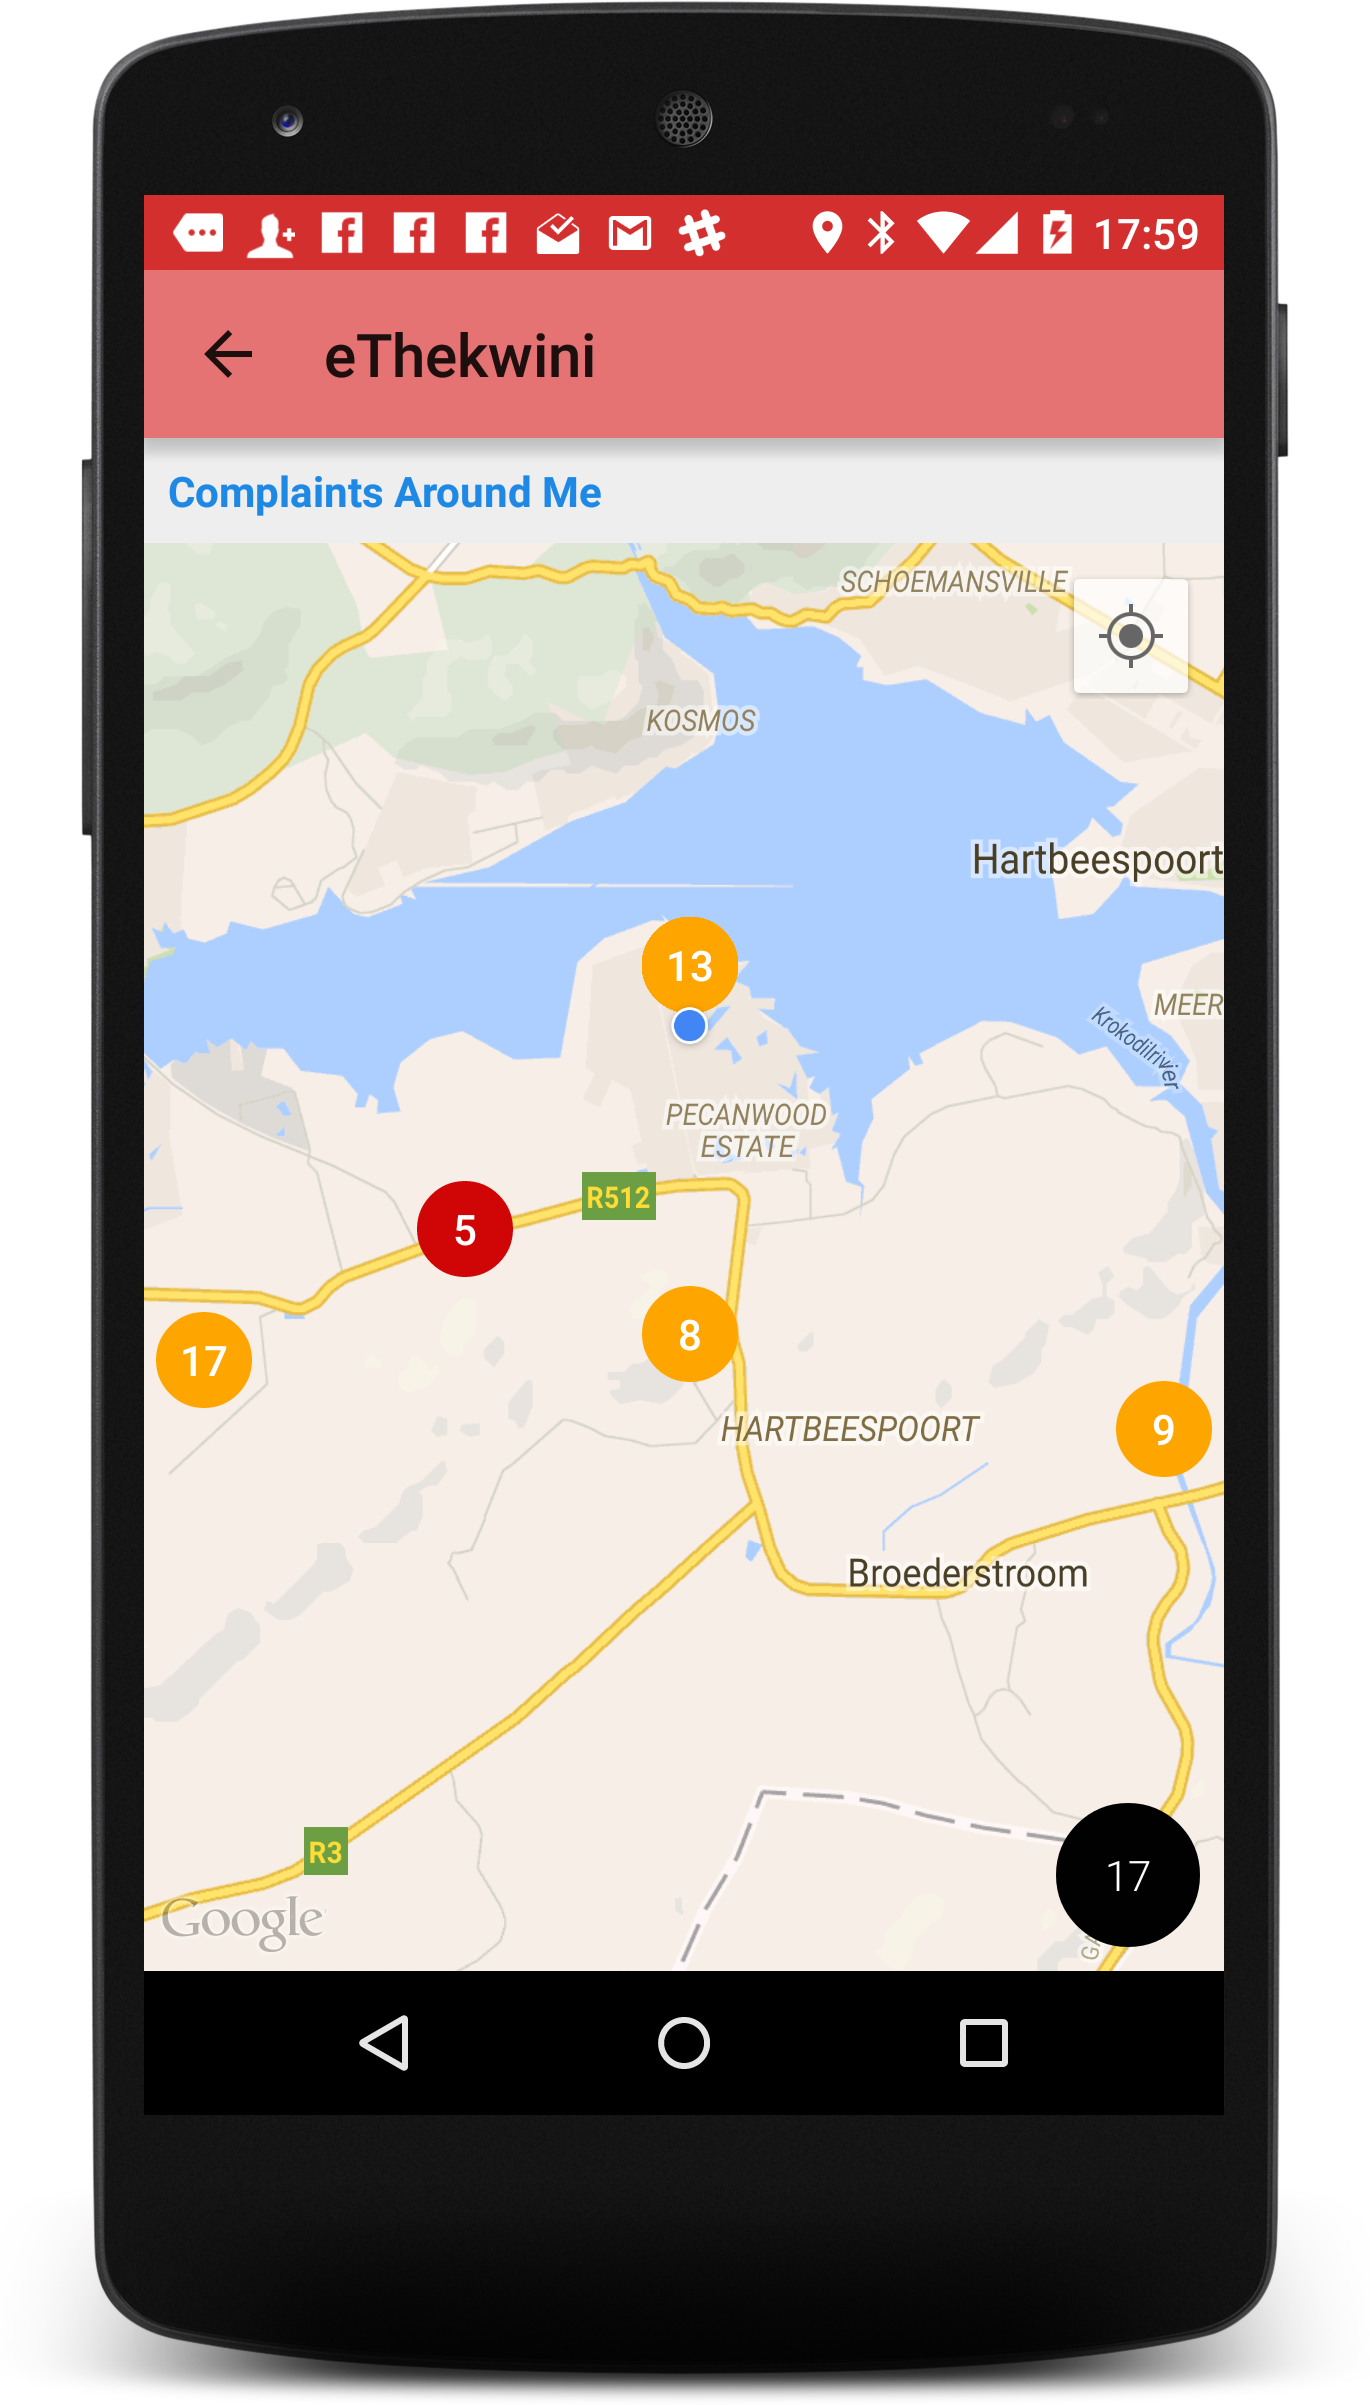 17:59
eThekwini
Complaints Around Me
SCHOEMANSVILLE
KOSMOS
Hartbeespoort
13
MEER
Krokodilrivier
PECANWOOD
ESTATE
R512
5
8
17
HARTBEESPOORT
9
Broederstroom
R3
17
Google
GA